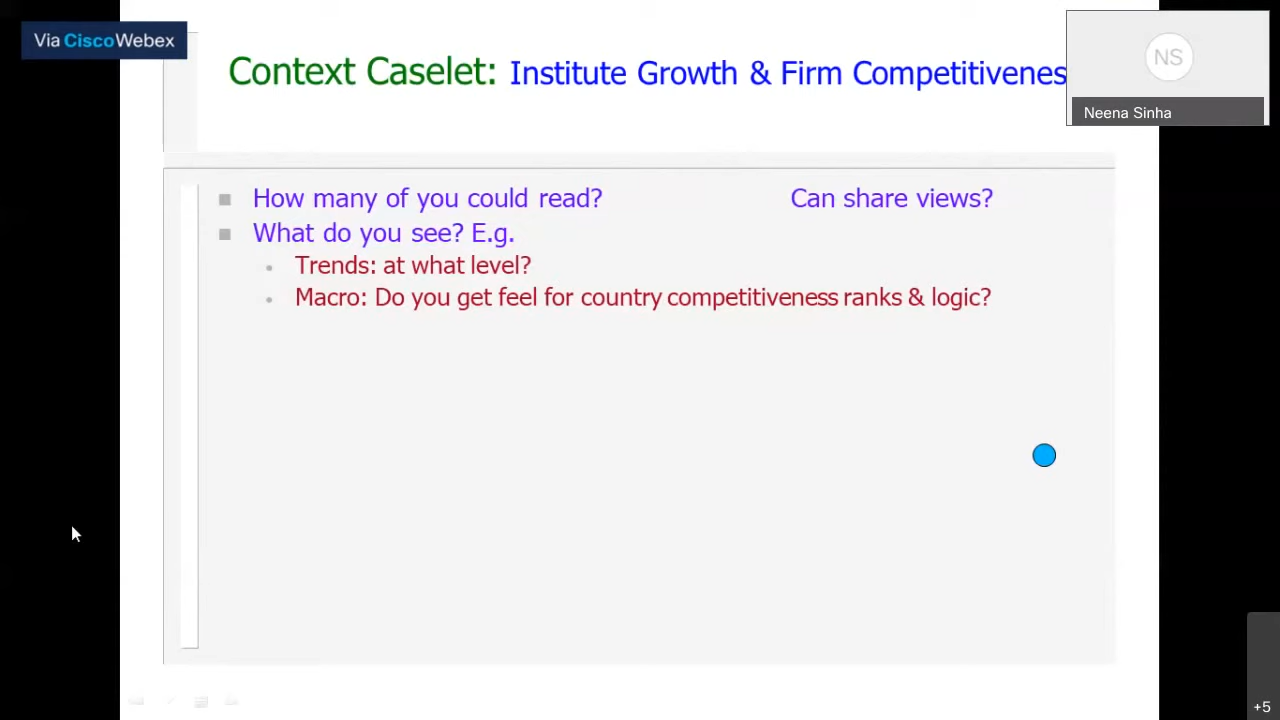 Via Cisco Webex
Context Caselet: Institute Growth & Firm Competitivenes
NS
Neena Sinha
How many of you could read? Can share views?
What do you see? E.g.
Trends: at what level?
Macro: Do you get feel for country competitiveness ranks & logic?
+5